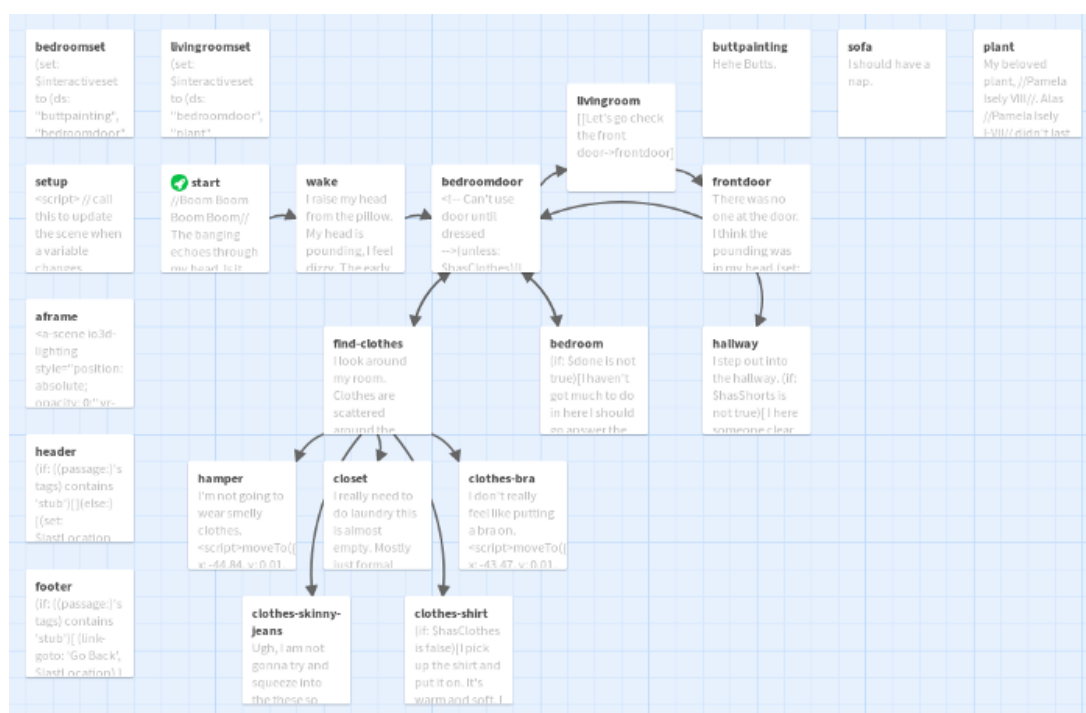 bedroomset
(set:
$interactiveset
to (ds:
"buttpainting",
"bedroomdoor"
livingroomset
(set:
$interactiveset
to (ds:
"bedroomdoor",
"plant",
buttpainting
Hehe Butts.
sofa
I should have a
nap.
plant
My beloved
plant, //Pamela
Isely VIII//. Alas
//Pamela Isely
I-VII// didn't last
livingroom
[[Let's go check
the front
door->frontdoor]
setup
<script> // call
this to update
the scene when
a variable
changes
start
//Boom Boom
Boom Boom//
The banging
echoes through
my head. Is it
wake
I raise my head
from the pillow.
My head is
pounding, I feel
dizzy. The early
bedroomdoor
<!-- Can't use
door until
dressed
-->(unless:
$hasClothes)[I
frontdoor
There was no
one at the door.
I think the
pounding was
in my head.(set:
aframe
<a-scene io3d-
lighting
style="position:
absolute;
opacity: 0;" vr-
find-clothes
I look around
my room.
Clothes are
scattered
around the
bedroom
(if: $done is not
true)[I haven't
got much to do
in here I should
go answer the
hallway
I step out into
the hallway. (if:
$hasShorts is
not true)[ I here
someone clear
header
(if: ((passage:)'s
tags) contains
'stub')[](else:)
[(set:
$lastLocation
hamper
I'm not going to
wear smelly
clothes.
<script>moveTo({
x: -44.84, y: 0.01,
closet
I really need to
do laundry this
is almost
empty. Mostly
just formal
clothes-bra
I don't really
feel like putting
a bra on.
<script>moveTo({
x: -43.47, y: 0.01,
footer
(if: ((passage:)'s
tags) contains
'stub')[ (link-
goto: 'Go Back',
$lastLocation) ]
clothes-skinny-
jeans
Ugh, I am not
gonna try and
squeeze into
the these so
clothes-shirt
(if: $hasClothes
is false)[I pick
up the shirt and
put it on. It's
warm and soft. I